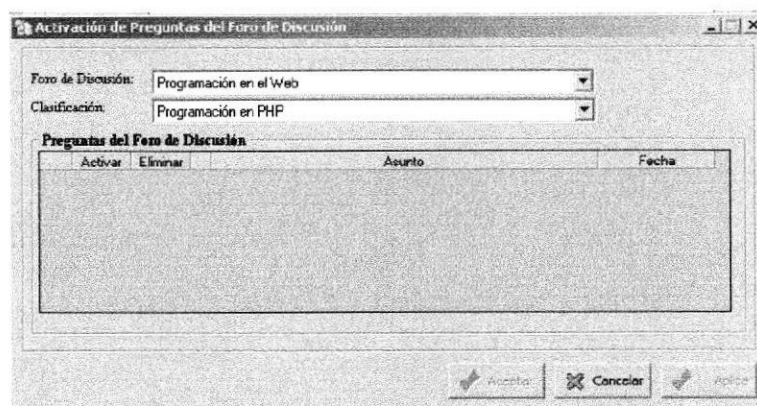 Activación de Preguntas del Foro de Discusión
Foro de Discusión: Programación en el Web
Clasificación: Programación en PHP
Preguntas del Foro de Discusión
Activar Eliminar Asunto Fecha
Aceptar Cancelar Aplicar